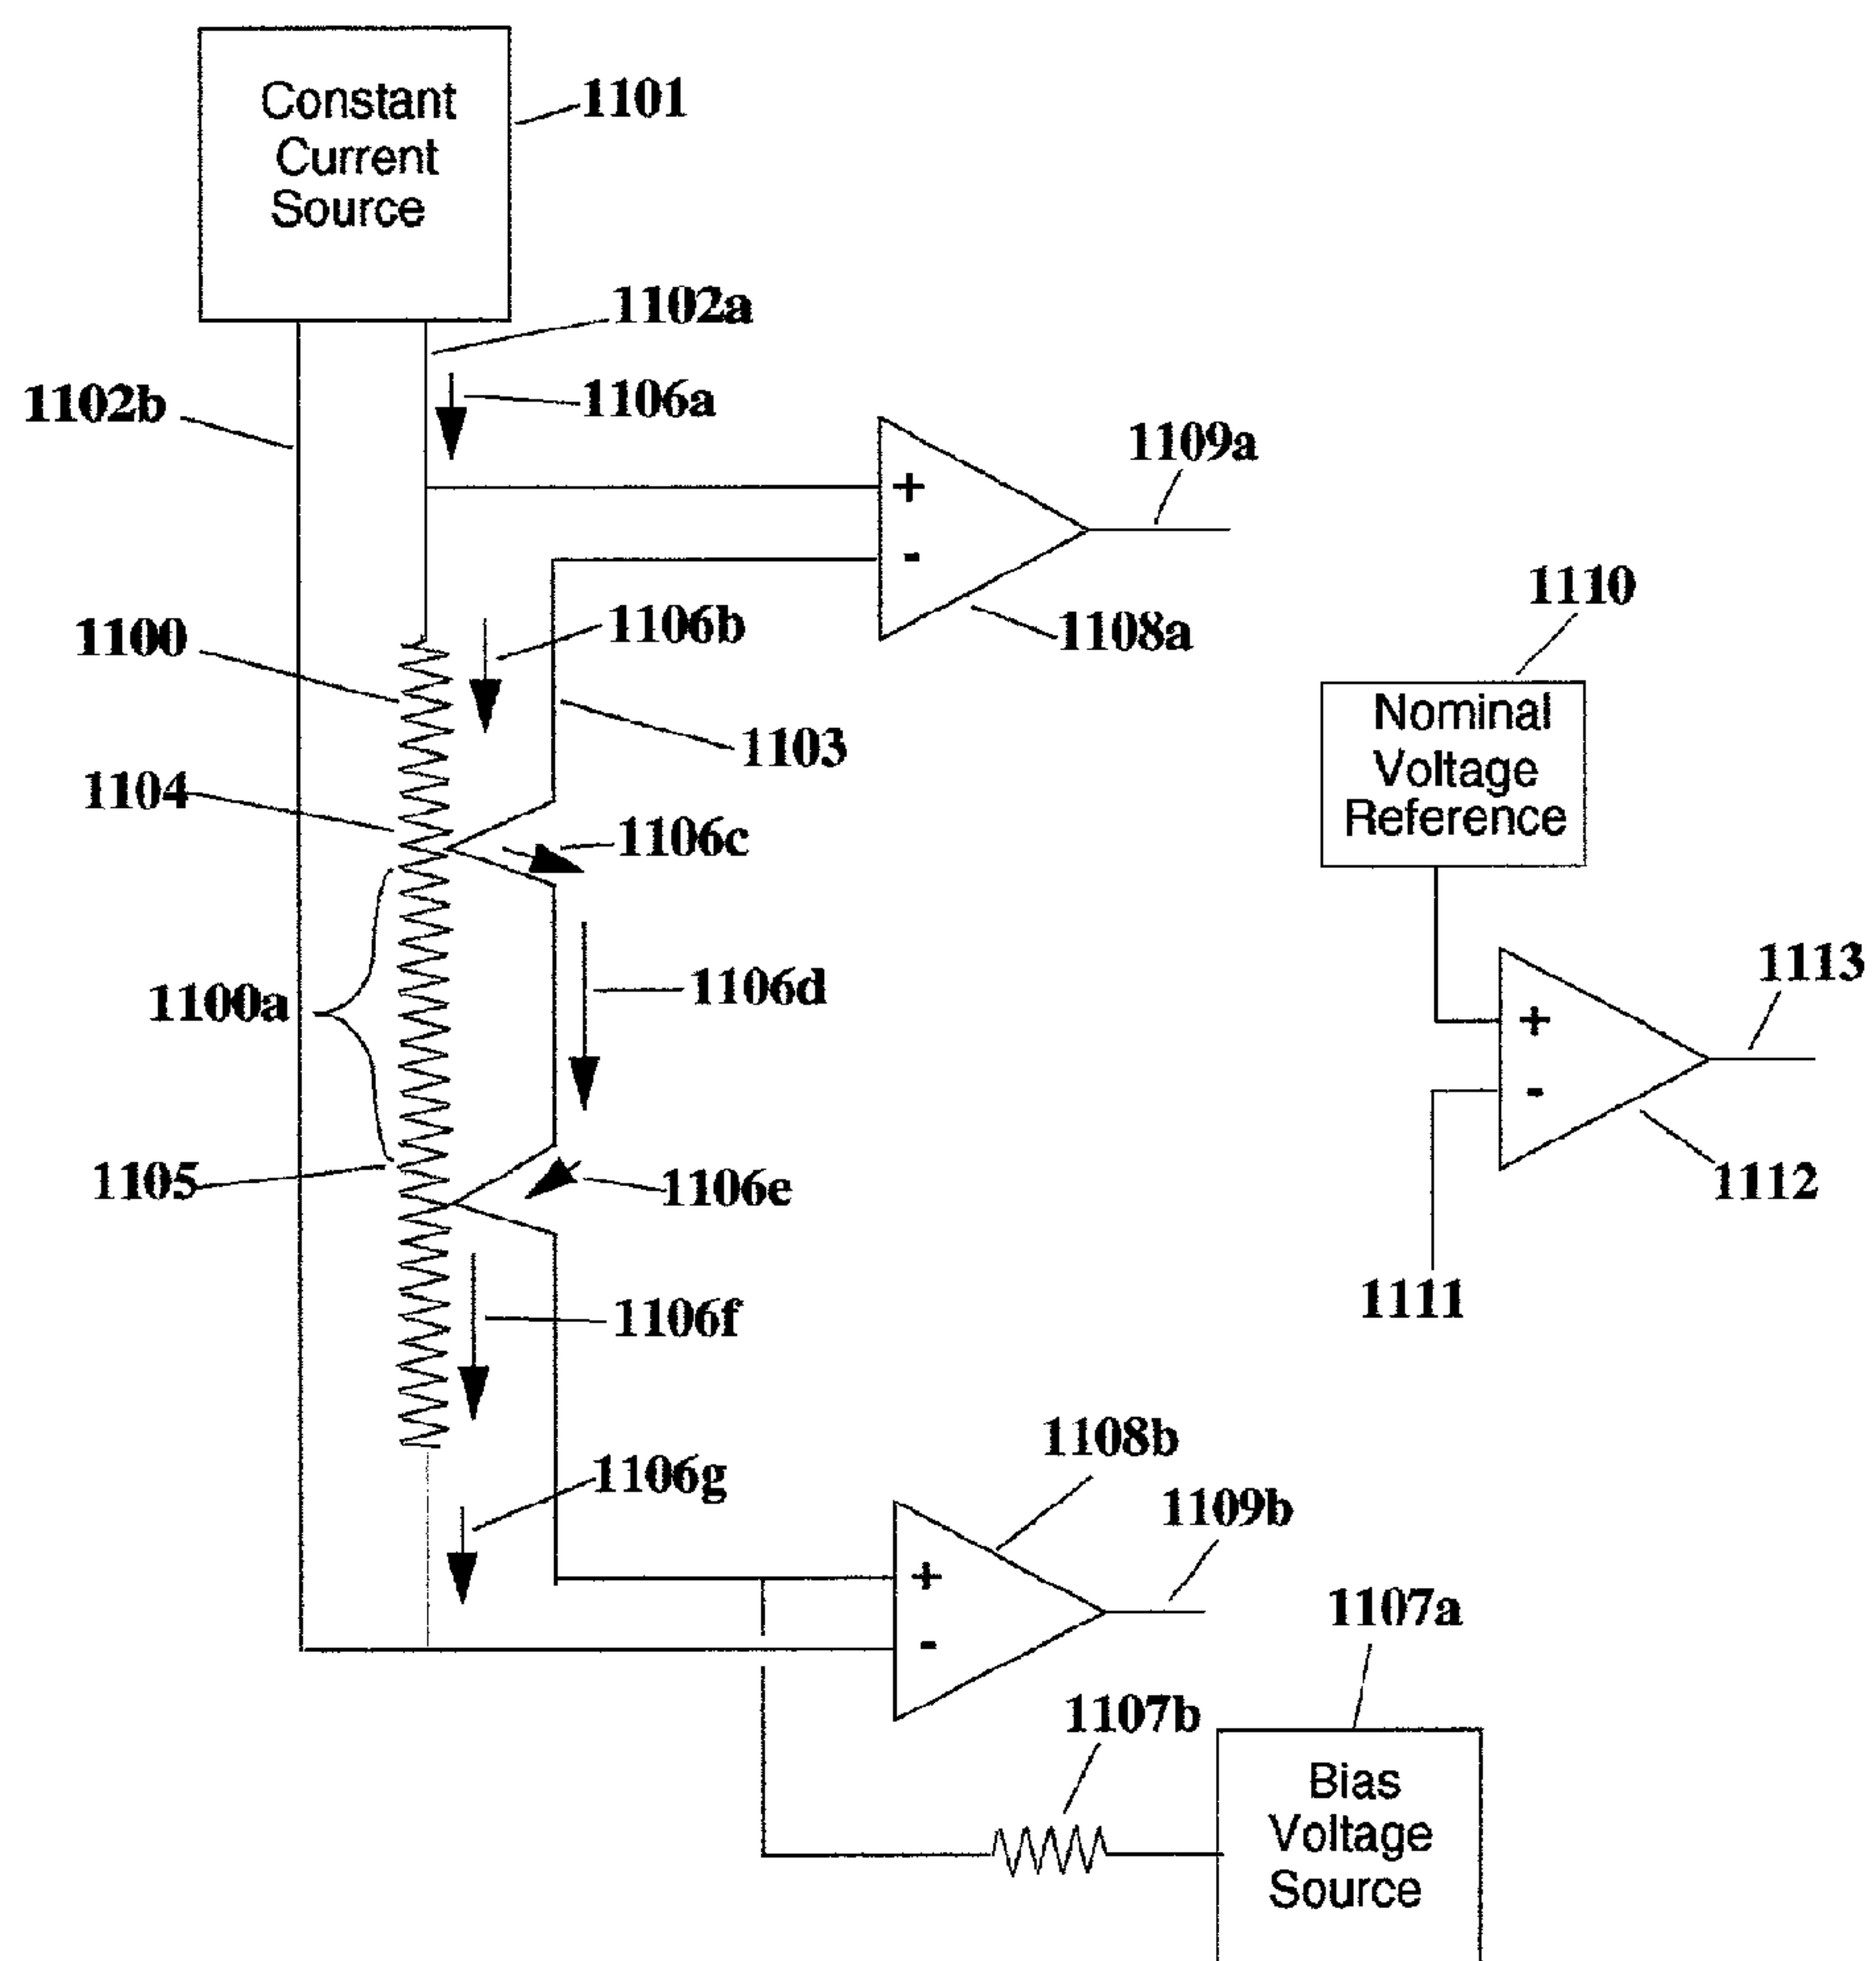 Constant
Current
Source
1101
1102a
1102b
1106a
1109a
+
-
1108a
1100
1106b
1110
1103
Nominal
Voltage
Reference
1104
1106c
1100a
1106d
1113
+
-
1105
1106e
1112
1111
1106f
1108b
1106g
1109b
+
-
1107a
1107b
Bias
Voltage
Source